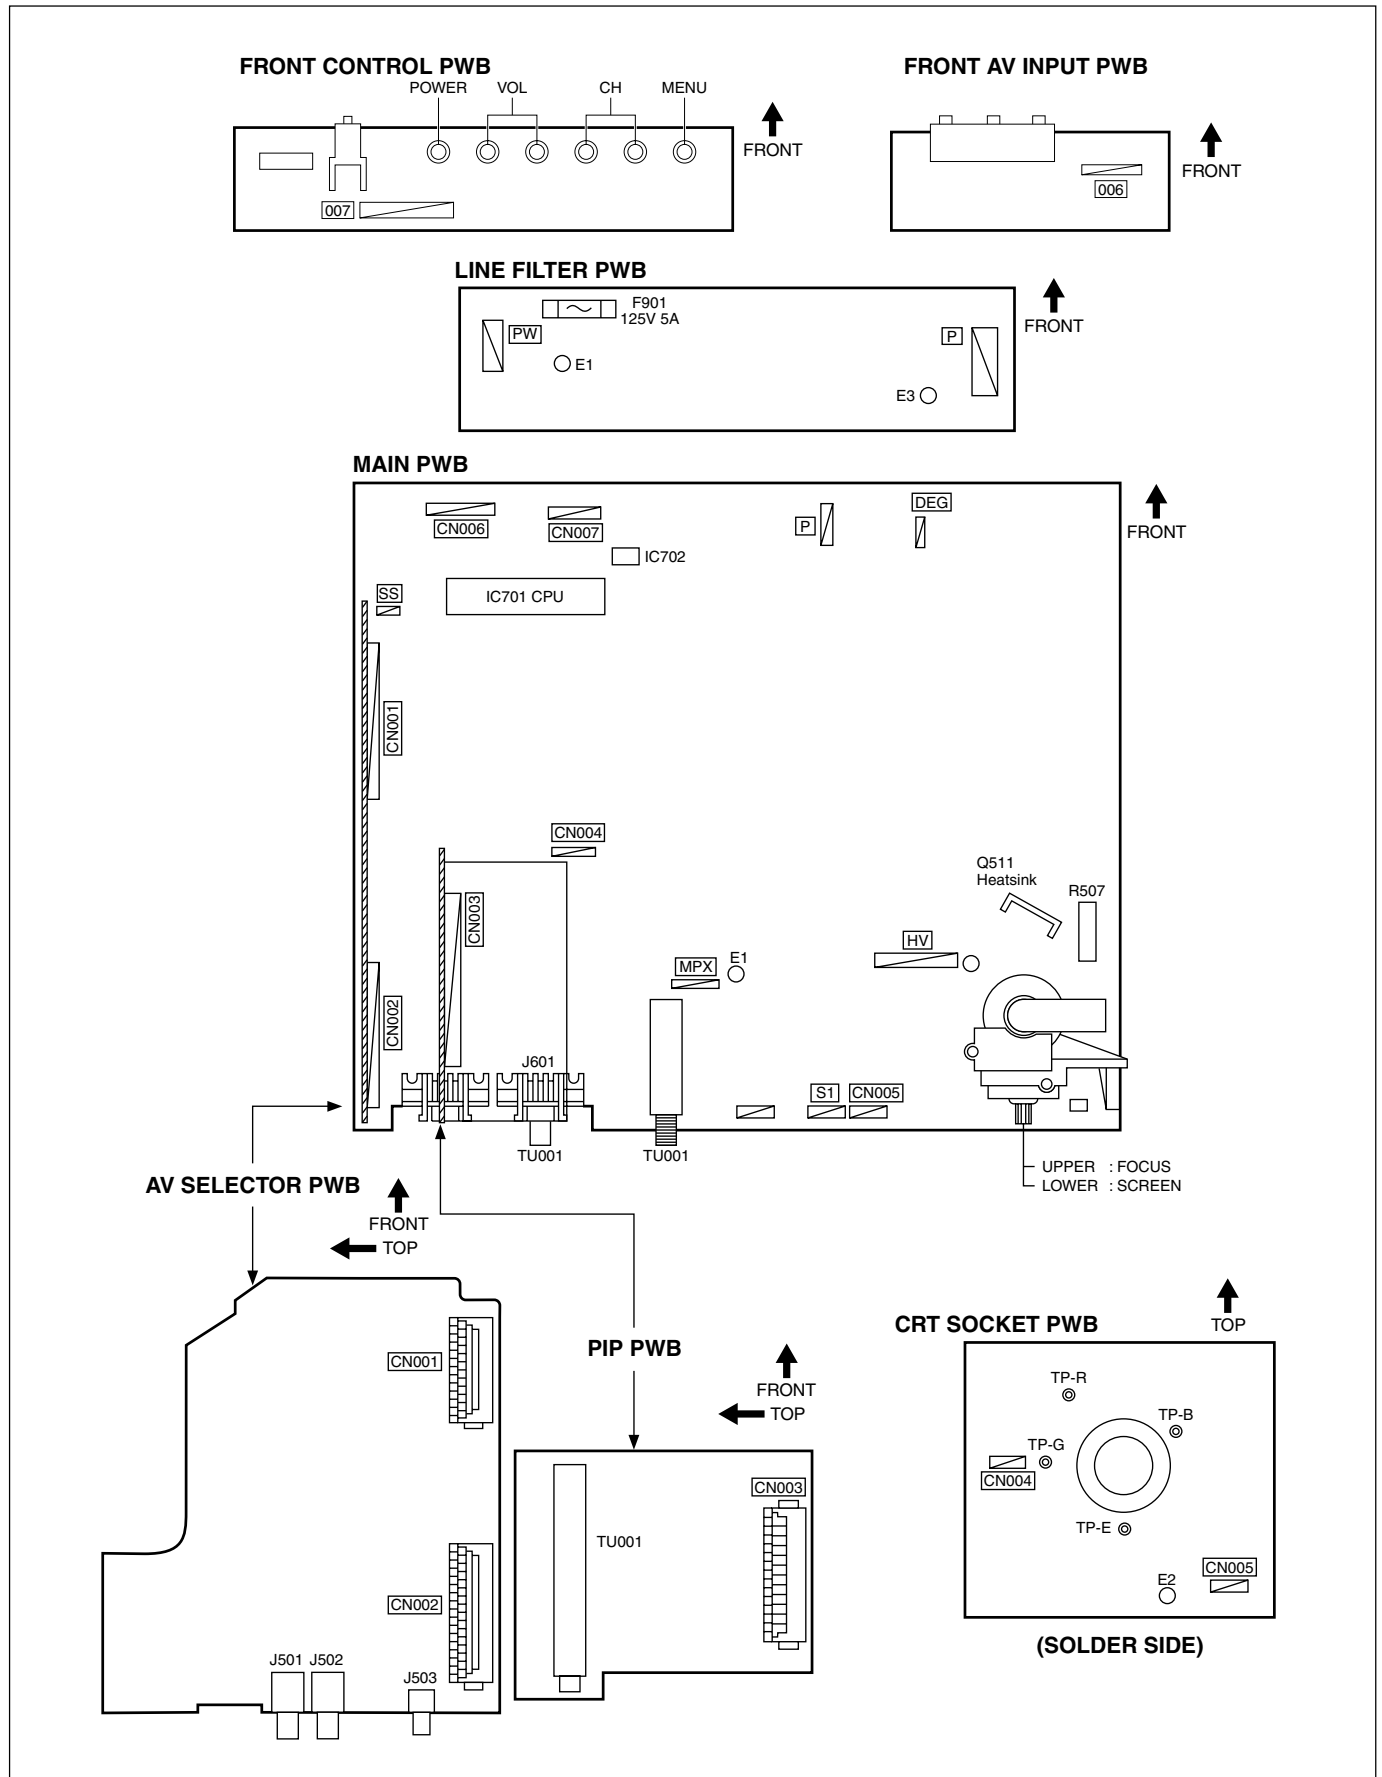 FRONT CONTROL PWB
POWER VOL CH MENU
FRONT
007
FRONT AV INPUT PWB
FRONT
006
LINE FILTER PWB
F901
125V 5A
PW
E1
P
E3
FRONT
MAIN PWB
CN006
CN007
IC702
P
DEG
FRONT
SS
IC701 CPU
CN001
CN004
CN003
Q511
Heatsink
R507
HV
MPX
E1
CN002
J601
S1
CN005
TU001
TU001
UPPER : FOCUS
LOWER : SCREEN
AV SELECTOR PWB
FRONT
TOP
CN001
CN002
J501 J502
J503
PIP PWB
FRONT
TOP
CN003
TU001
CRT SOCKET PWB
TOP
TP-R
TP-B
TP-G
CN004
TP-E
E2
CN005
(SOLDER SIDE)